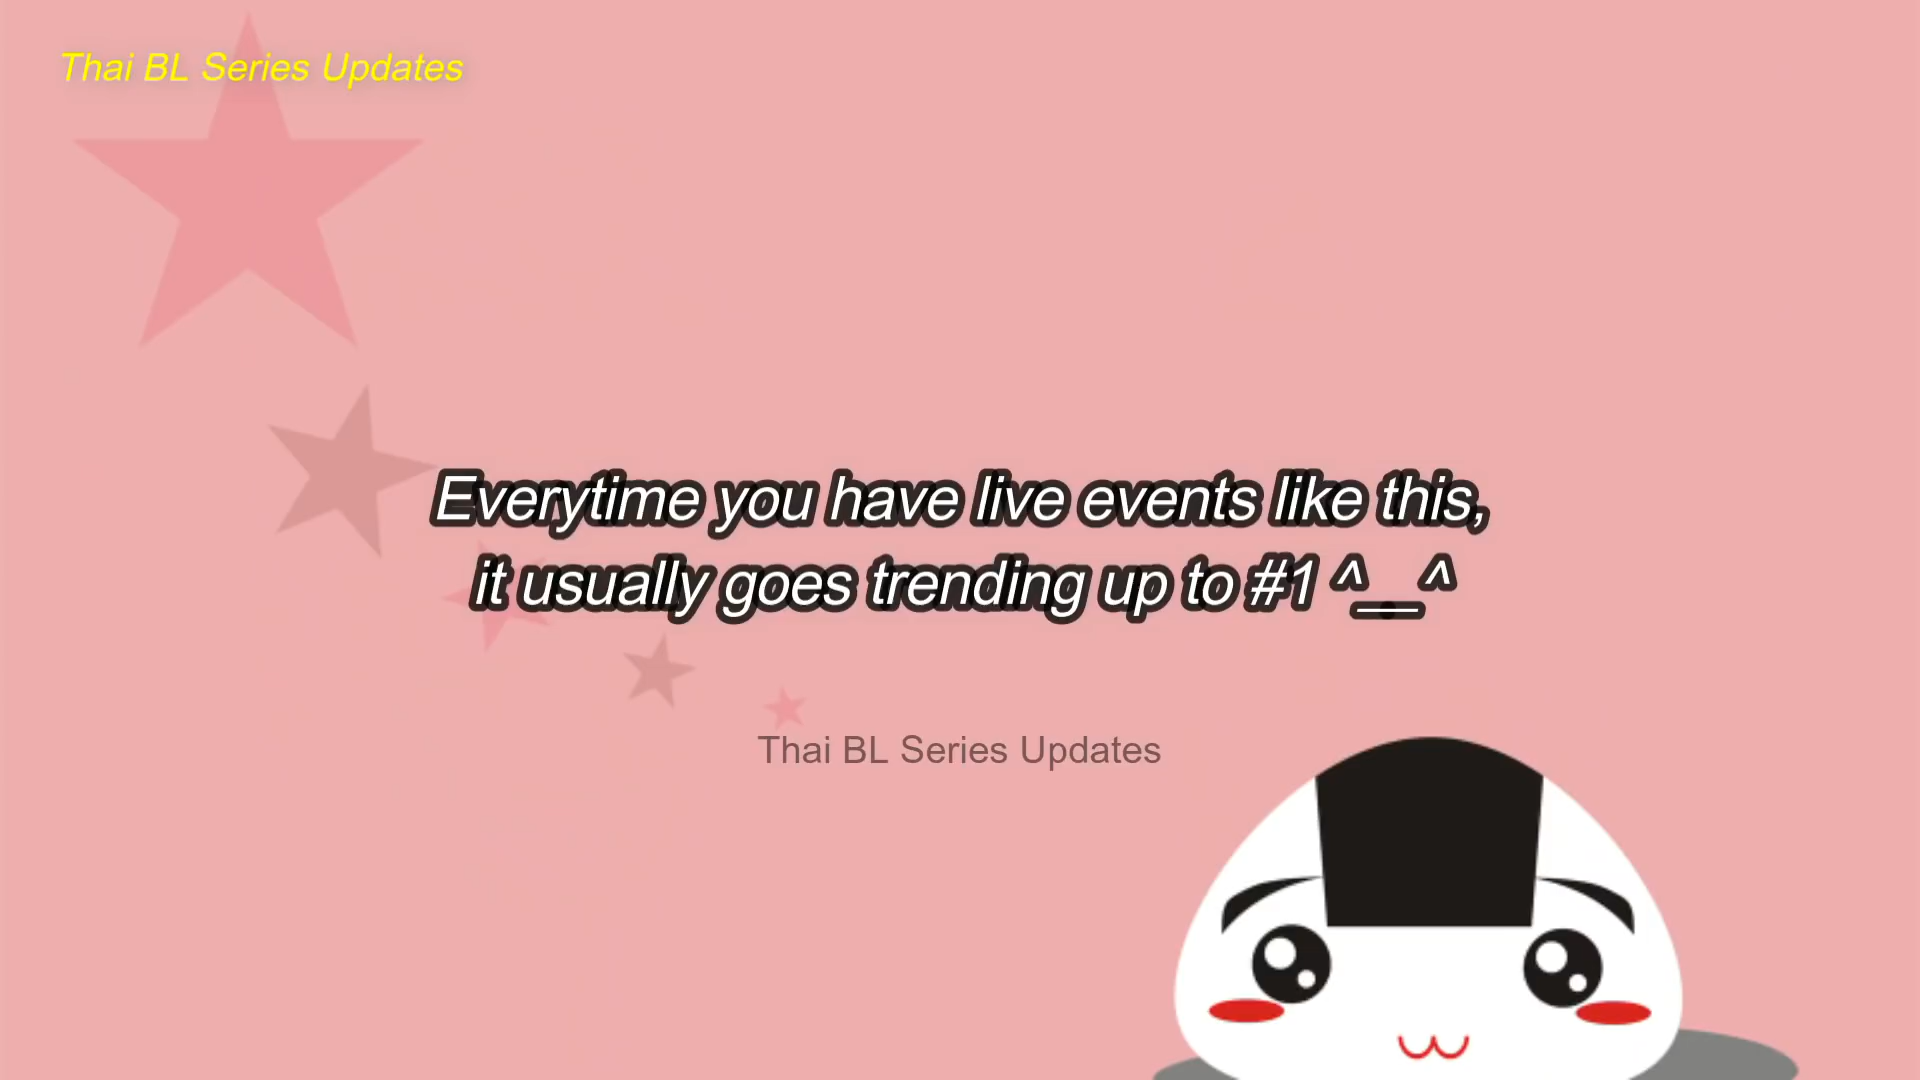 Thai BL Series Updates
Everytime you have live events like this,
it usually goes trending up to #1 ^__^
Thai BL Series Updates